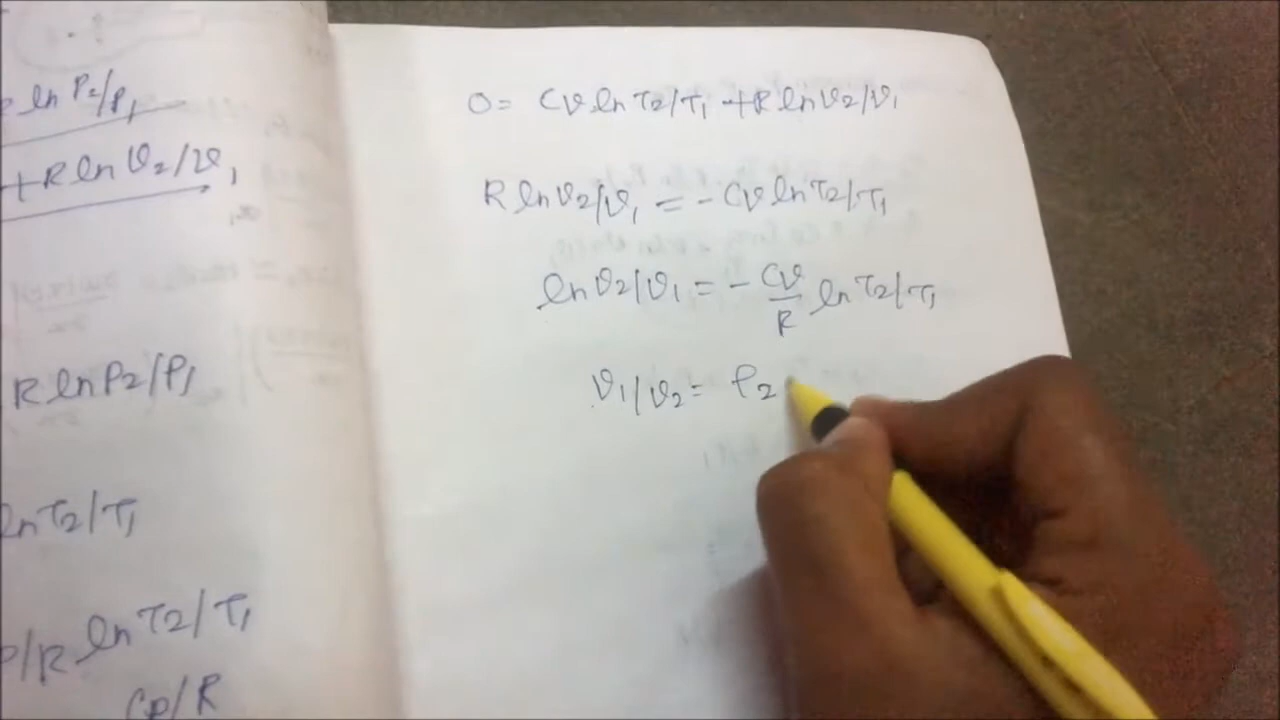 ln P2/P1
+R ln V2/V1
R ln P2/P1
ln T2/T1
P/R ln T2/T1
CP/R
0 = CV ln T2/T1 + R ln V2/V1
R ln V2/V1 = - CV ln T2/T1
ln V2/V1 = - CV/R ln T2/T1
V1/V2 = ρ2